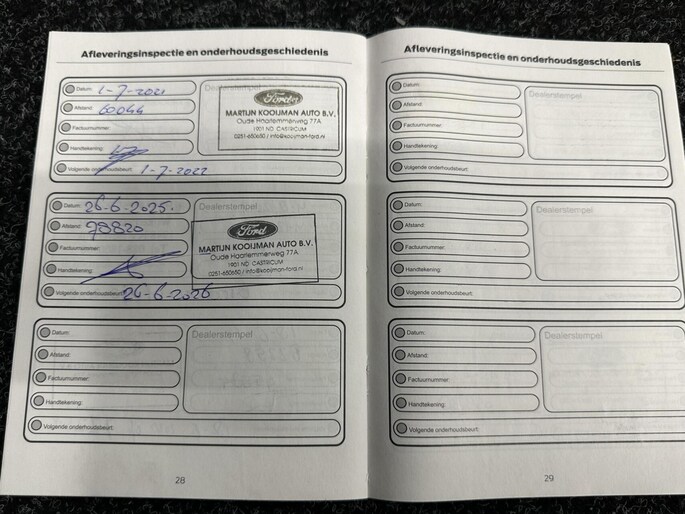 Afleveringsinspectie en onderhoudsgeschiedenis
Datum: 1-7-2021
Dealerstempel
Afstand: 60044
Factuurnummer:
Handtekening:
Volgende onderhoudsbeurt: 1-7-2022
Ford
MARTIJN KOOIJMAN AUTO B.V.
Oude Haarlemmerweg 77A
1901 ND CASTRICUM
0251-650650 / info@kooijman-ford.nl
Datum: 26-6-2025.
Afstand: 98820
Factuurnummer:
Handtekening:
Volgende onderhoudsbeurt: 26-6-2026
Ford
MARTIJN KOOIJMAN AUTO B.V.
Oude Haarlemmerweg 77A
1901 ND CASTRICUM
0251-650650 / info@kooijman-ford.nl
Datum:
Dealerstempel
Afstand:
Factuurnummer:
Handtekening:
Volgende onderhoudsbeurt:
28
Afleveringsinspectie en onderhoudsgeschiedenis
Datum:
Dealerstempel
Afstand:
Factuurnummer:
Handtekening:
Volgende onderhoudsbeurt:
Datum:
Dealerstempel
Afstand:
Factuurnummer:
Handtekening:
Volgende onderhoudsbeurt:
Datum:
Dealerstempel
Afstand:
Factuurnummer:
Handtekening:
Volgende onderhoudsbeurt:
29